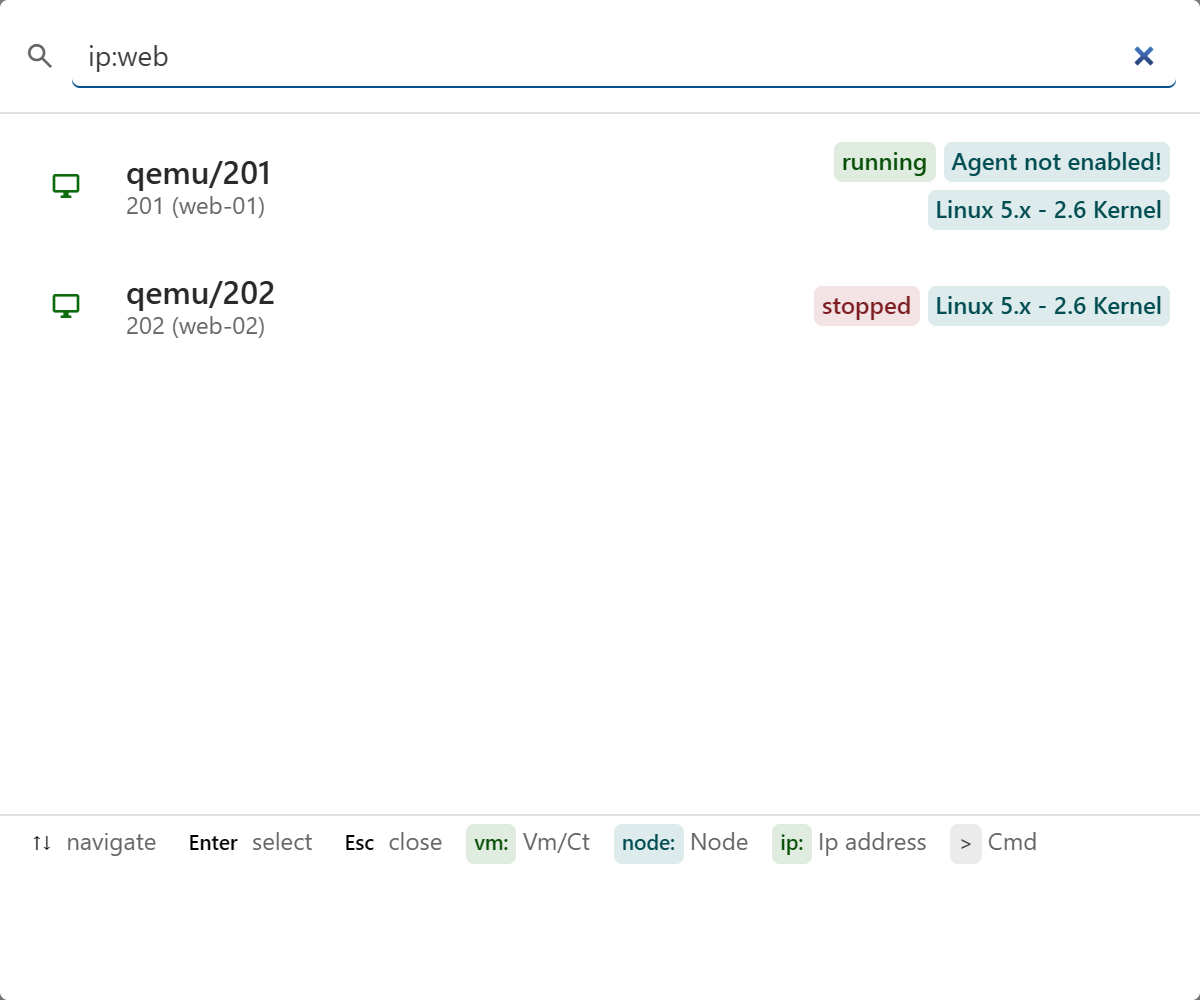 ip:web
qemu/201
201 (web-01)
running Agent not enabled!
Linux 5.x - 2.6 Kernel
qemu/202
202 (web-02)
stopped Linux 5.x - 2.6 Kernel
↑↓ navigate Enter select Esc close vm: Vm/Ct node: Node ip: Ip address > Cmd